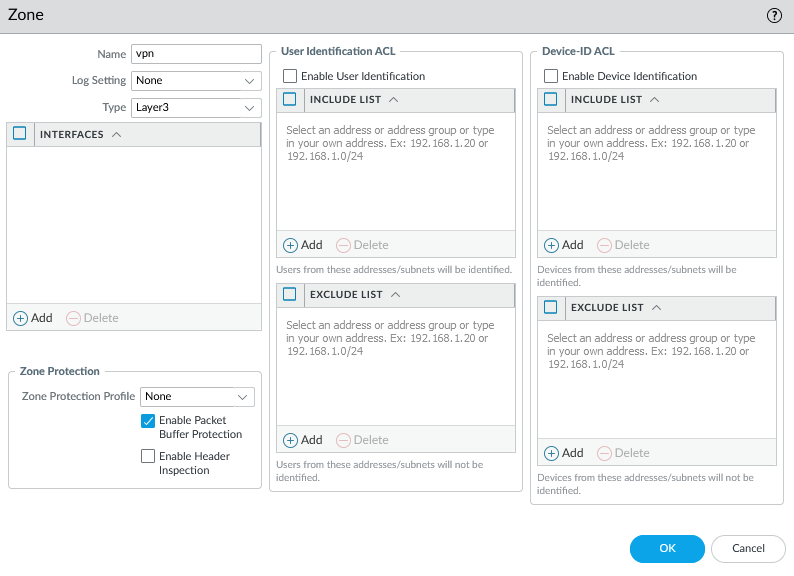 Zone
Name vpn
Log Setting None
Type Layer3
INTERFACES
Add Delete
Zone Protection
Zone Protection Profile None
Enable Packet
Buffer Protection
Enable Header
Inspection
User Identification ACL
Enable User Identification
INCLUDE LIST
Select an address or address group or type
in your own address. Ex: 192.168.1.20 or
192.168.1.0/24
Add Delete
Users from these addresses/subnets will be identified.
EXCLUDE LIST
Select an address or address group or type
in your own address. Ex: 192.168.1.20 or
192.168.1.0/24
Add Delete
Users from these addresses/subnets will not be
identified.
Device-ID ACL
Enable Device Identification
INCLUDE LIST
Select an address or address group or type
in your own address. Ex: 192.168.1.20 or
192.168.1.0/24
Add Delete
Devices from these addresses/subnets will be
identified.
EXCLUDE LIST
Select an address or address group or type
in your own address. Ex: 192.168.1.20 or
192.168.1.0/24
Add Delete
Devices from these addresses/subnets will not be
identified.
OK Cancel